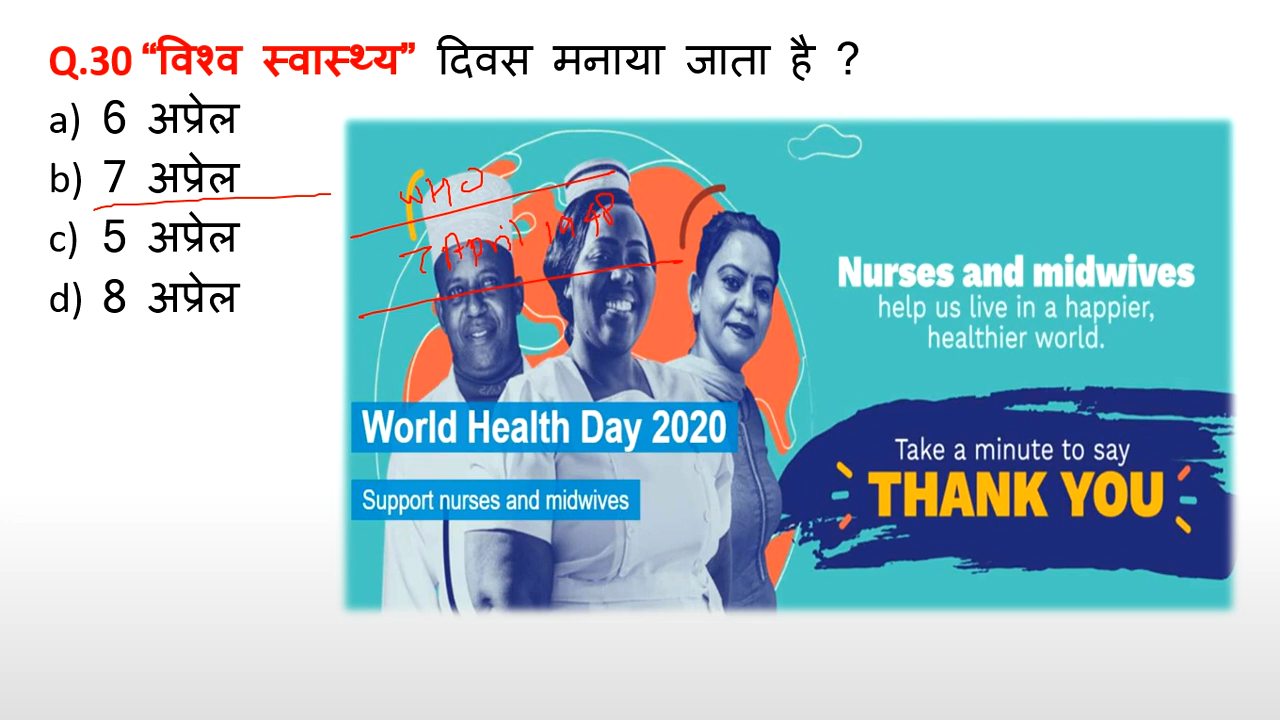 Q.30 “विश्व स्वास्थ्य” दिवस मनाया जाता है ?
a) 6 अप्रेल
b) 7 अप्रेल
c) 5 अप्रेल
d) 8 अप्रेल
WHO
7 April 1948
Nurses and midwives
help us live in a happier,
healthier world.
World Health Day 2020
Support nurses and midwives
Take a minute to say
THANK YOU